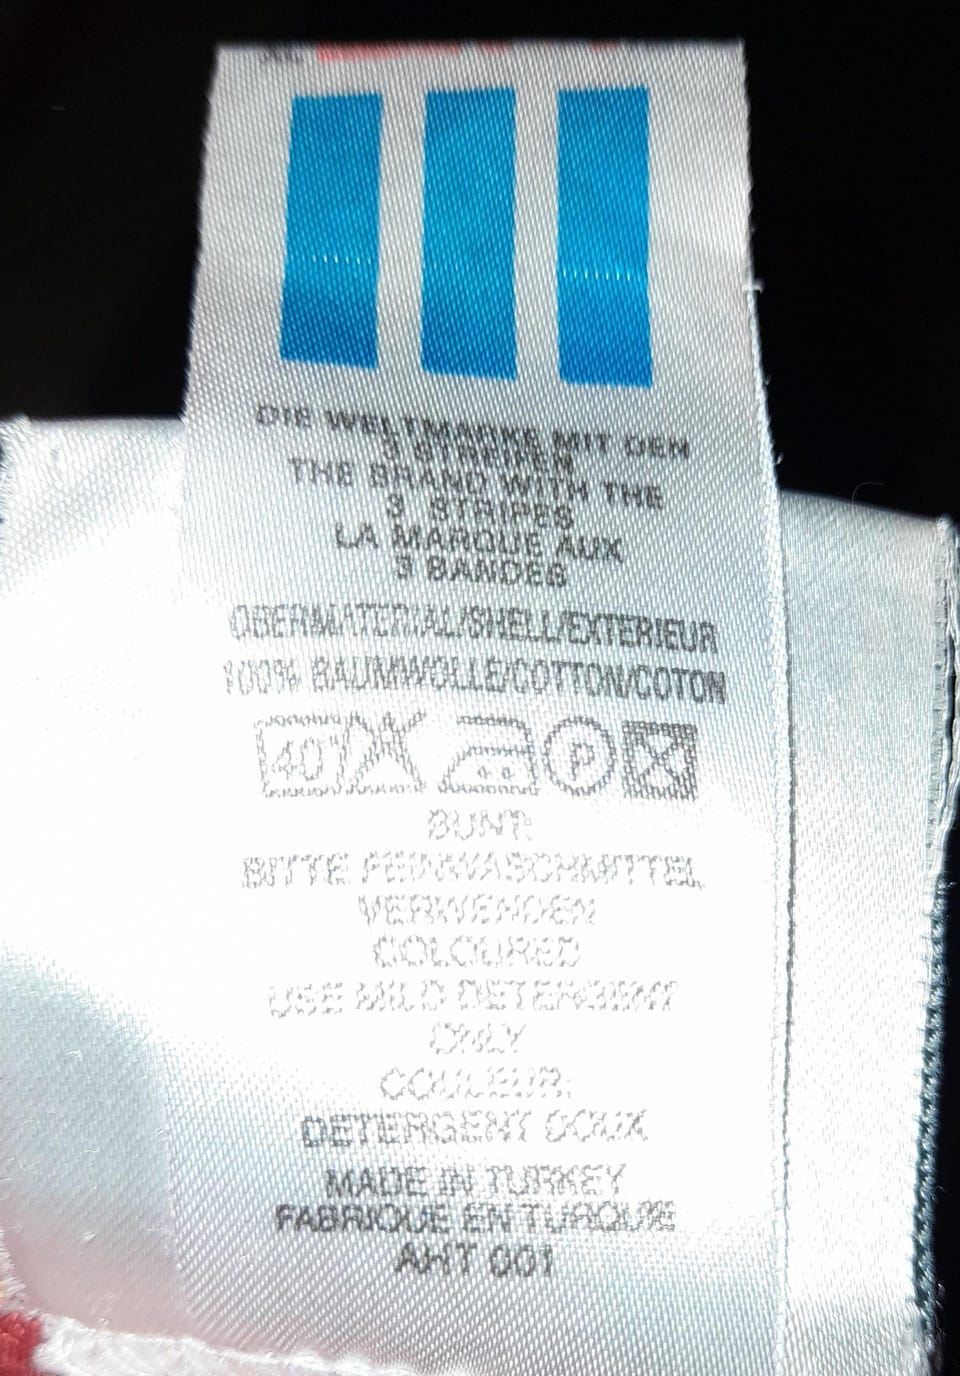 DIE WELTMARKE MIT DEN
3 STREIFEN
THE BRAND WITH THE
3 STRIPES
LA MARQUE AUX
3 BANDES
OBERMATERIAL/SHELL/EXTERIEUR
100% BAUMWOLLE/COTTON/COTON
40° P
BUNT:
BITTE FEINWASCHMITTEL
VERWENDEN
COLOURED
USE MILD DETERGENT
ONLY
COULEUR:
DETERGENT DOUX
MADE IN TURKEY
FABRIQUE EN TURQUIE
AHT 001